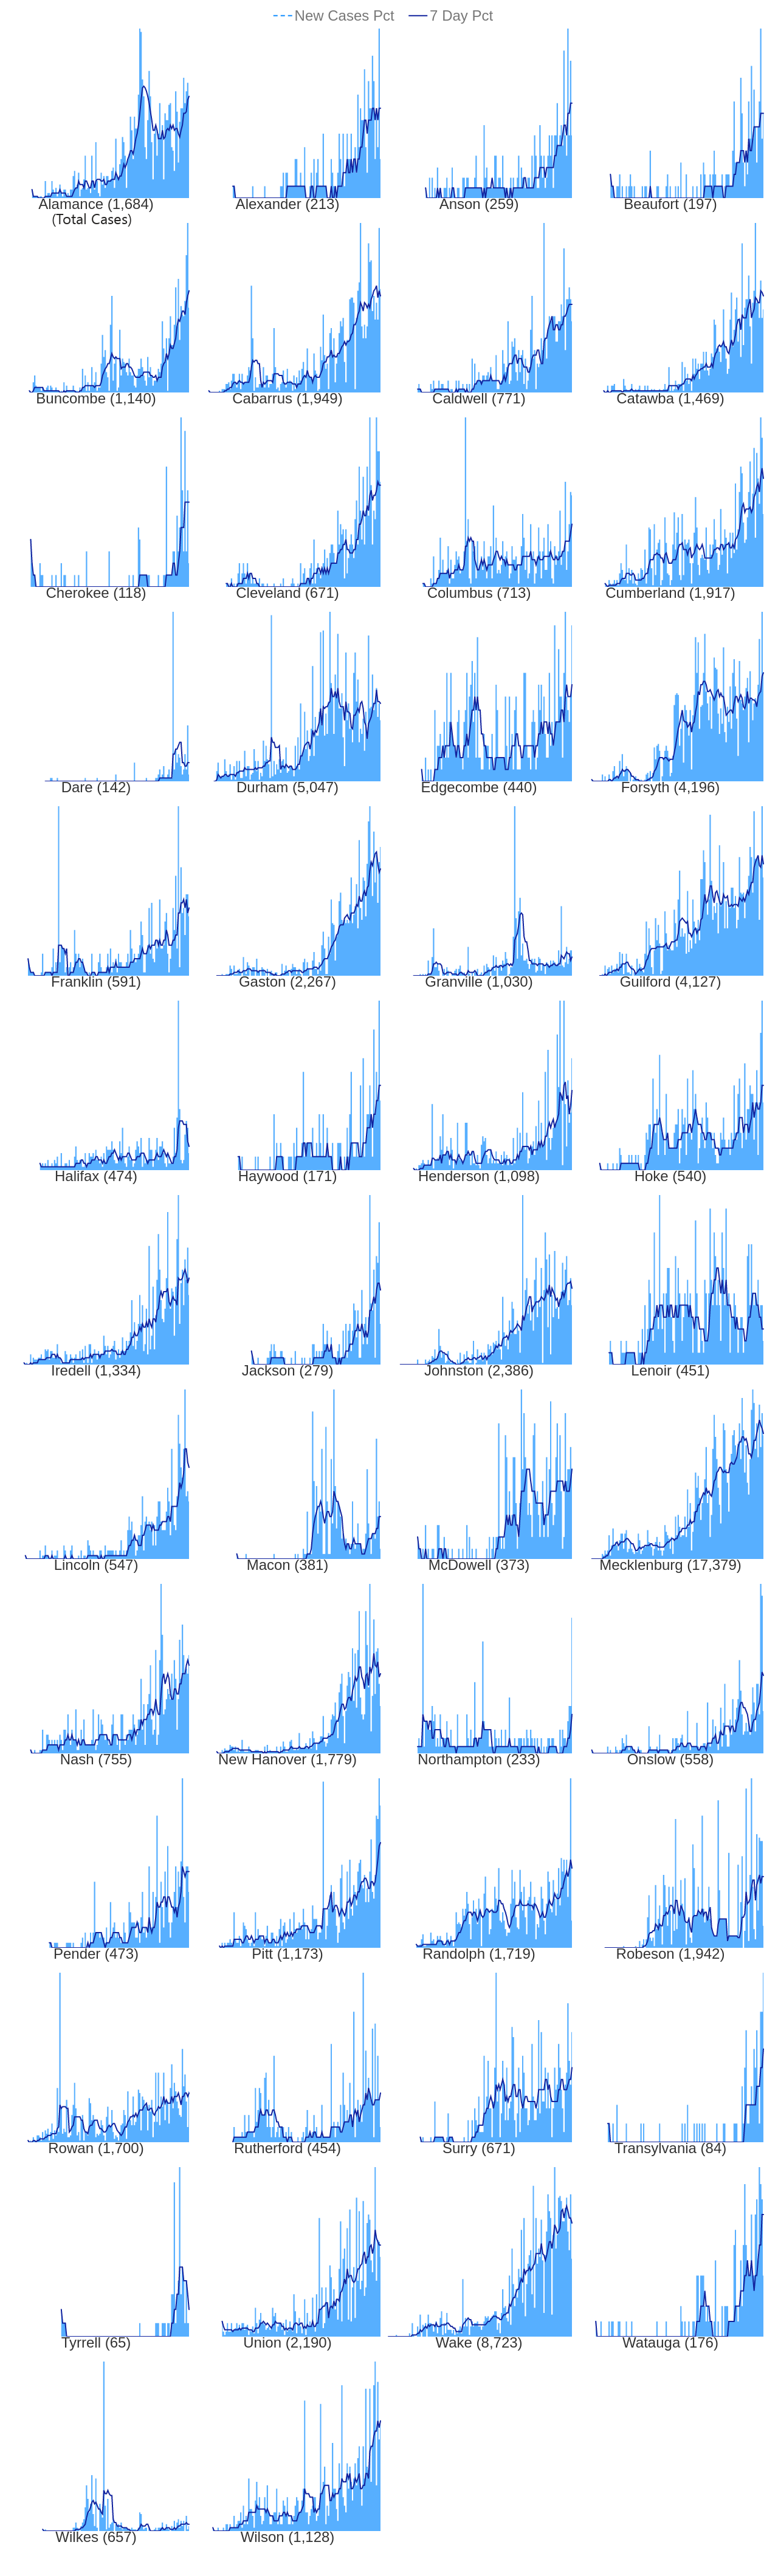 New Cases Pct 7 Day Pct
Alamance (1,684) Alexander (213) Anson (259) Beaufort (197)
(Total Cases)
Buncombe (1,140) Cabarrus (1,949) Caldwell (771) Catawba (1,469)
Cherokee (118) Cleveland (671) Columbus (713) Cumberland (1,917)
Dare (142) Durham (5,047) Edgecombe (440) Forsyth (4,196)
Franklin (591) Gaston (2,267) Granville (1,030) Guilford (4,127)
Halifax (474) Haywood (171) Henderson (1,098) Hoke (540)
Iredell (1,334) Jackson (279) Johnston (2,386) Lenoir (451)
Lincoln (547) Macon (381) McDowell (373) Mecklenburg (17,379)
Nash (755) New Hanover (1,779) Northampton (233) Onslow (558)
Pender (473) Pitt (1,173) Randolph (1,719) Robeson (1,942)
Rowan (1,700) Rutherford (454) Surry (671) Transylvania (84)
Tyrrell (65) Union (2,190) Wake (8,723) Watauga (176)
Wilkes (657) Wilson (1,128)